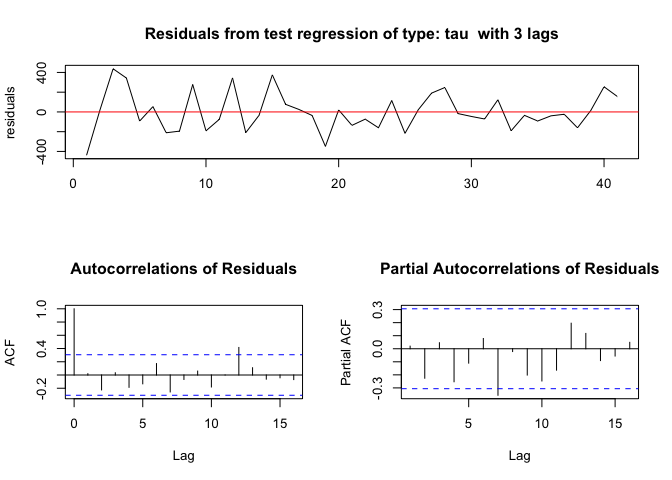 Residuals from test regression of type: tau  with 3 lags
residuals
400
0
-400
0 10 20 30 40
Autocorrelations of Residuals
ACF
1.0
0.4
-0.2
0 5 10 15
Lag
Partial Autocorrelations of Residuals
Partial ACF
0.3
0.0
-0.3
5 10 15
Lag